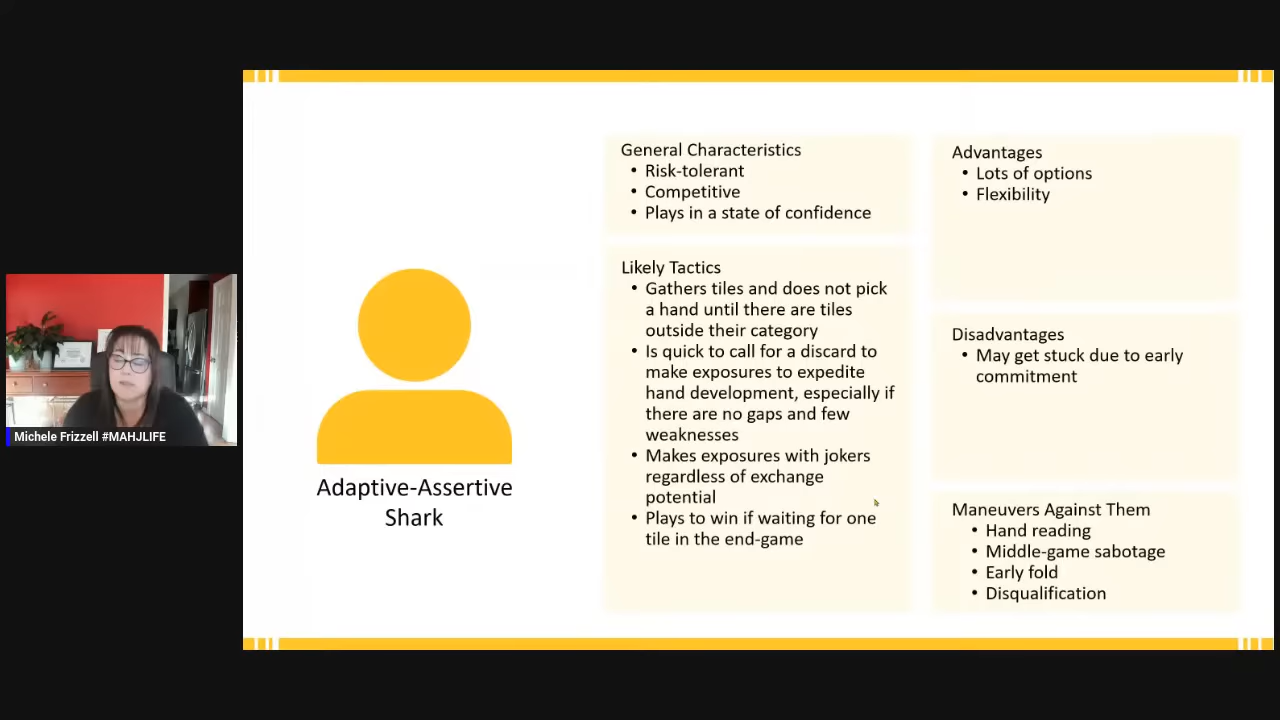 Michele Frizzell #MAHJLIFE
Adaptive-Assertive
Shark
General Characteristics
• Risk-tolerant
• Competitive
• Plays in a state of confidence
Likely Tactics
• Gathers tiles and does not pick
a hand until there are tiles
outside their category
• Is quick to call for a discard to
make exposures to expedite
hand development, especially if
there are no gaps and few
weaknesses
• Makes exposures with jokers
regardless of exchange
potential
• Plays to win if waiting for one
tile in the end-game
Advantages
• Lots of options
• Flexibility
Disadvantages
• May get stuck due to early
commitment
Maneuvers Against Them
• Hand reading
• Middle-game sabotage
• Early fold
• Disqualification